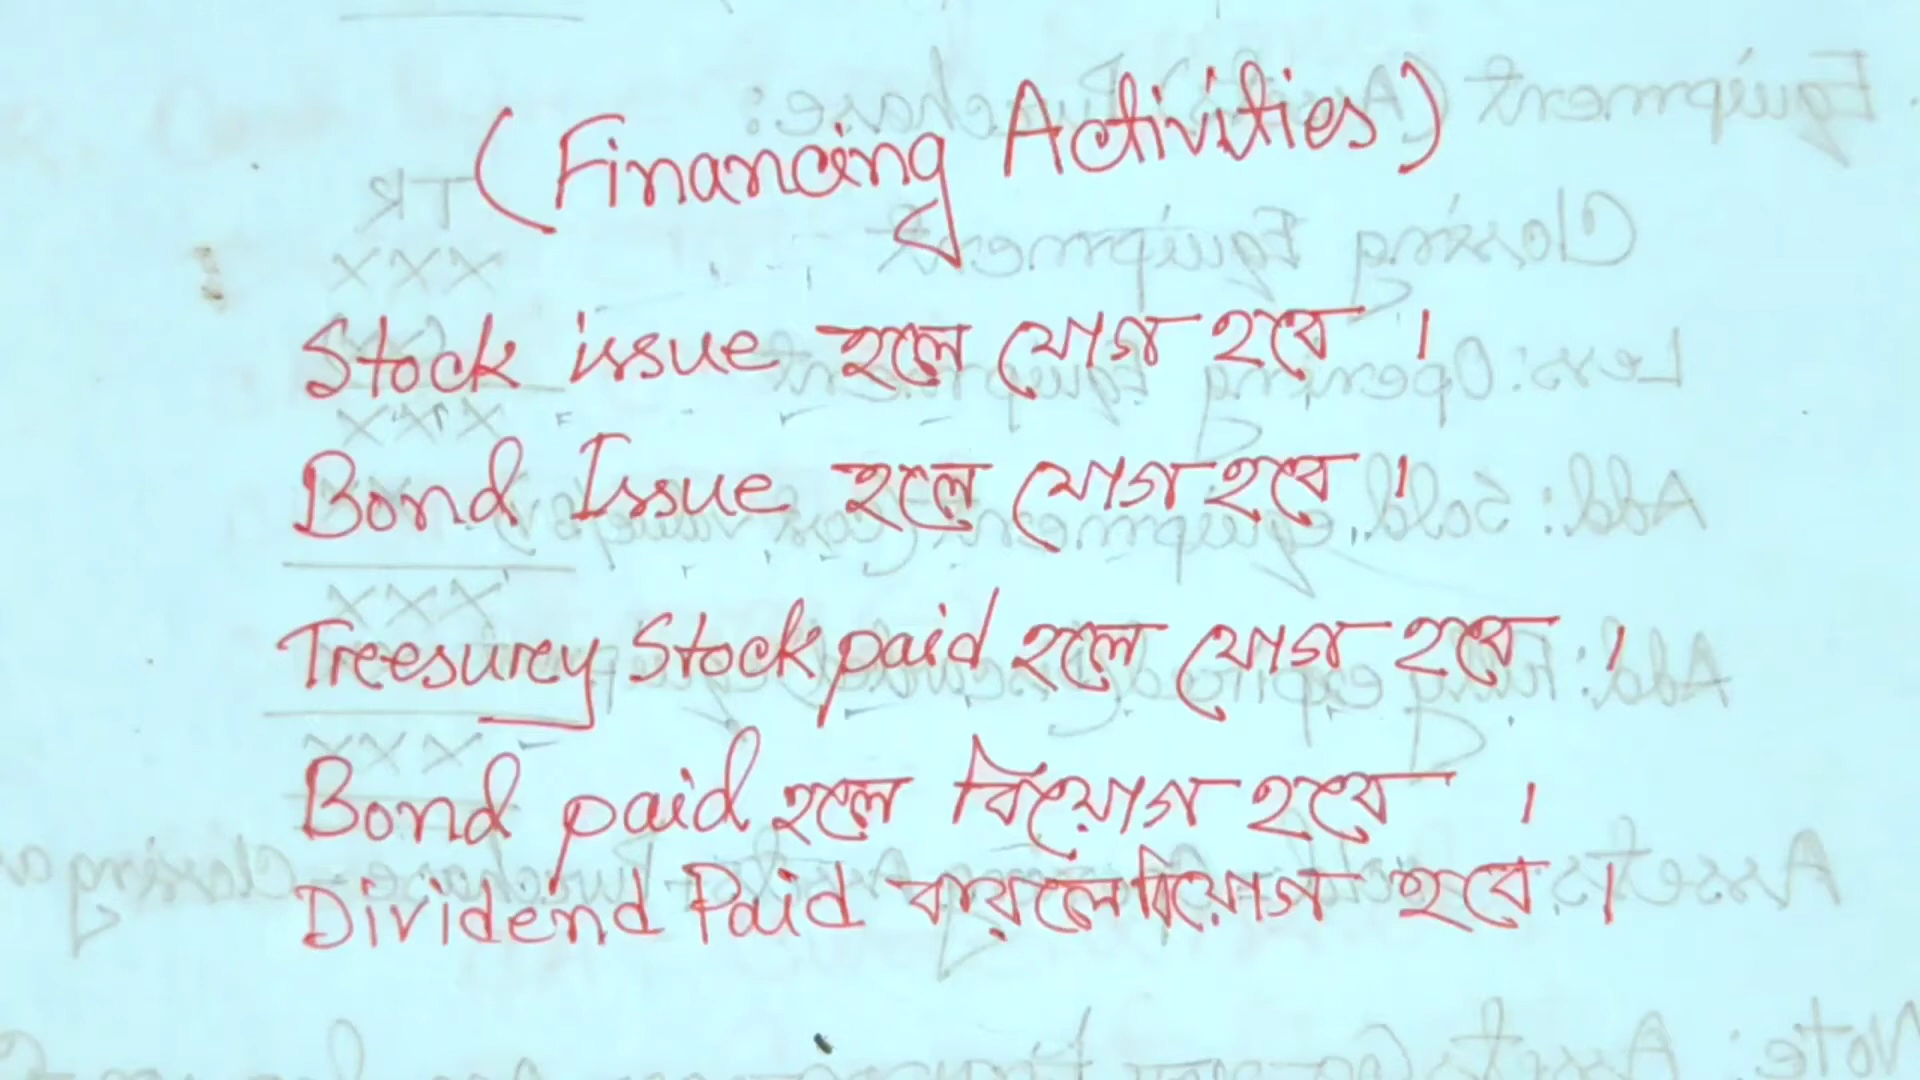 (Financing Activities)
Stock issue হলে যোগ হবে ।
Bond Issue হলে যোগ হবে ।
Treesurey Stock paid হলে যোগ হবে ।
Bond paid হলে বিয়োগ হবে ।
Dividend Paid করলে বিয়োগ হবে ।